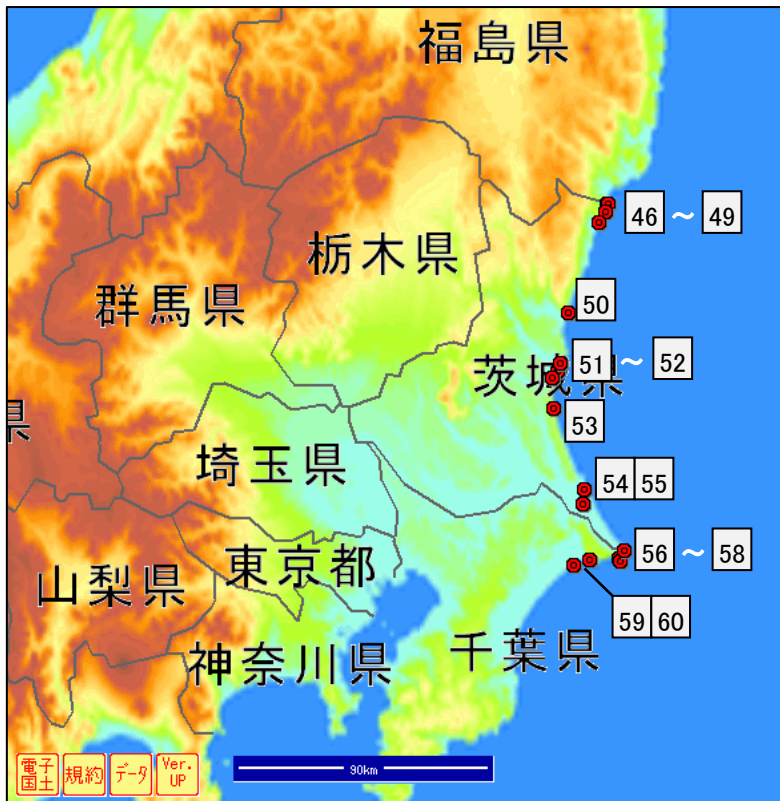 福島県
46 ～ 49
栃木県
群馬県
50
茨城県
51 ～ 52
県
53
埼玉県
54 55
東京都
56 ～ 58
山梨県
59 60
千葉県
神奈川県
電子国土
規約
データ
Ver.UP
90km